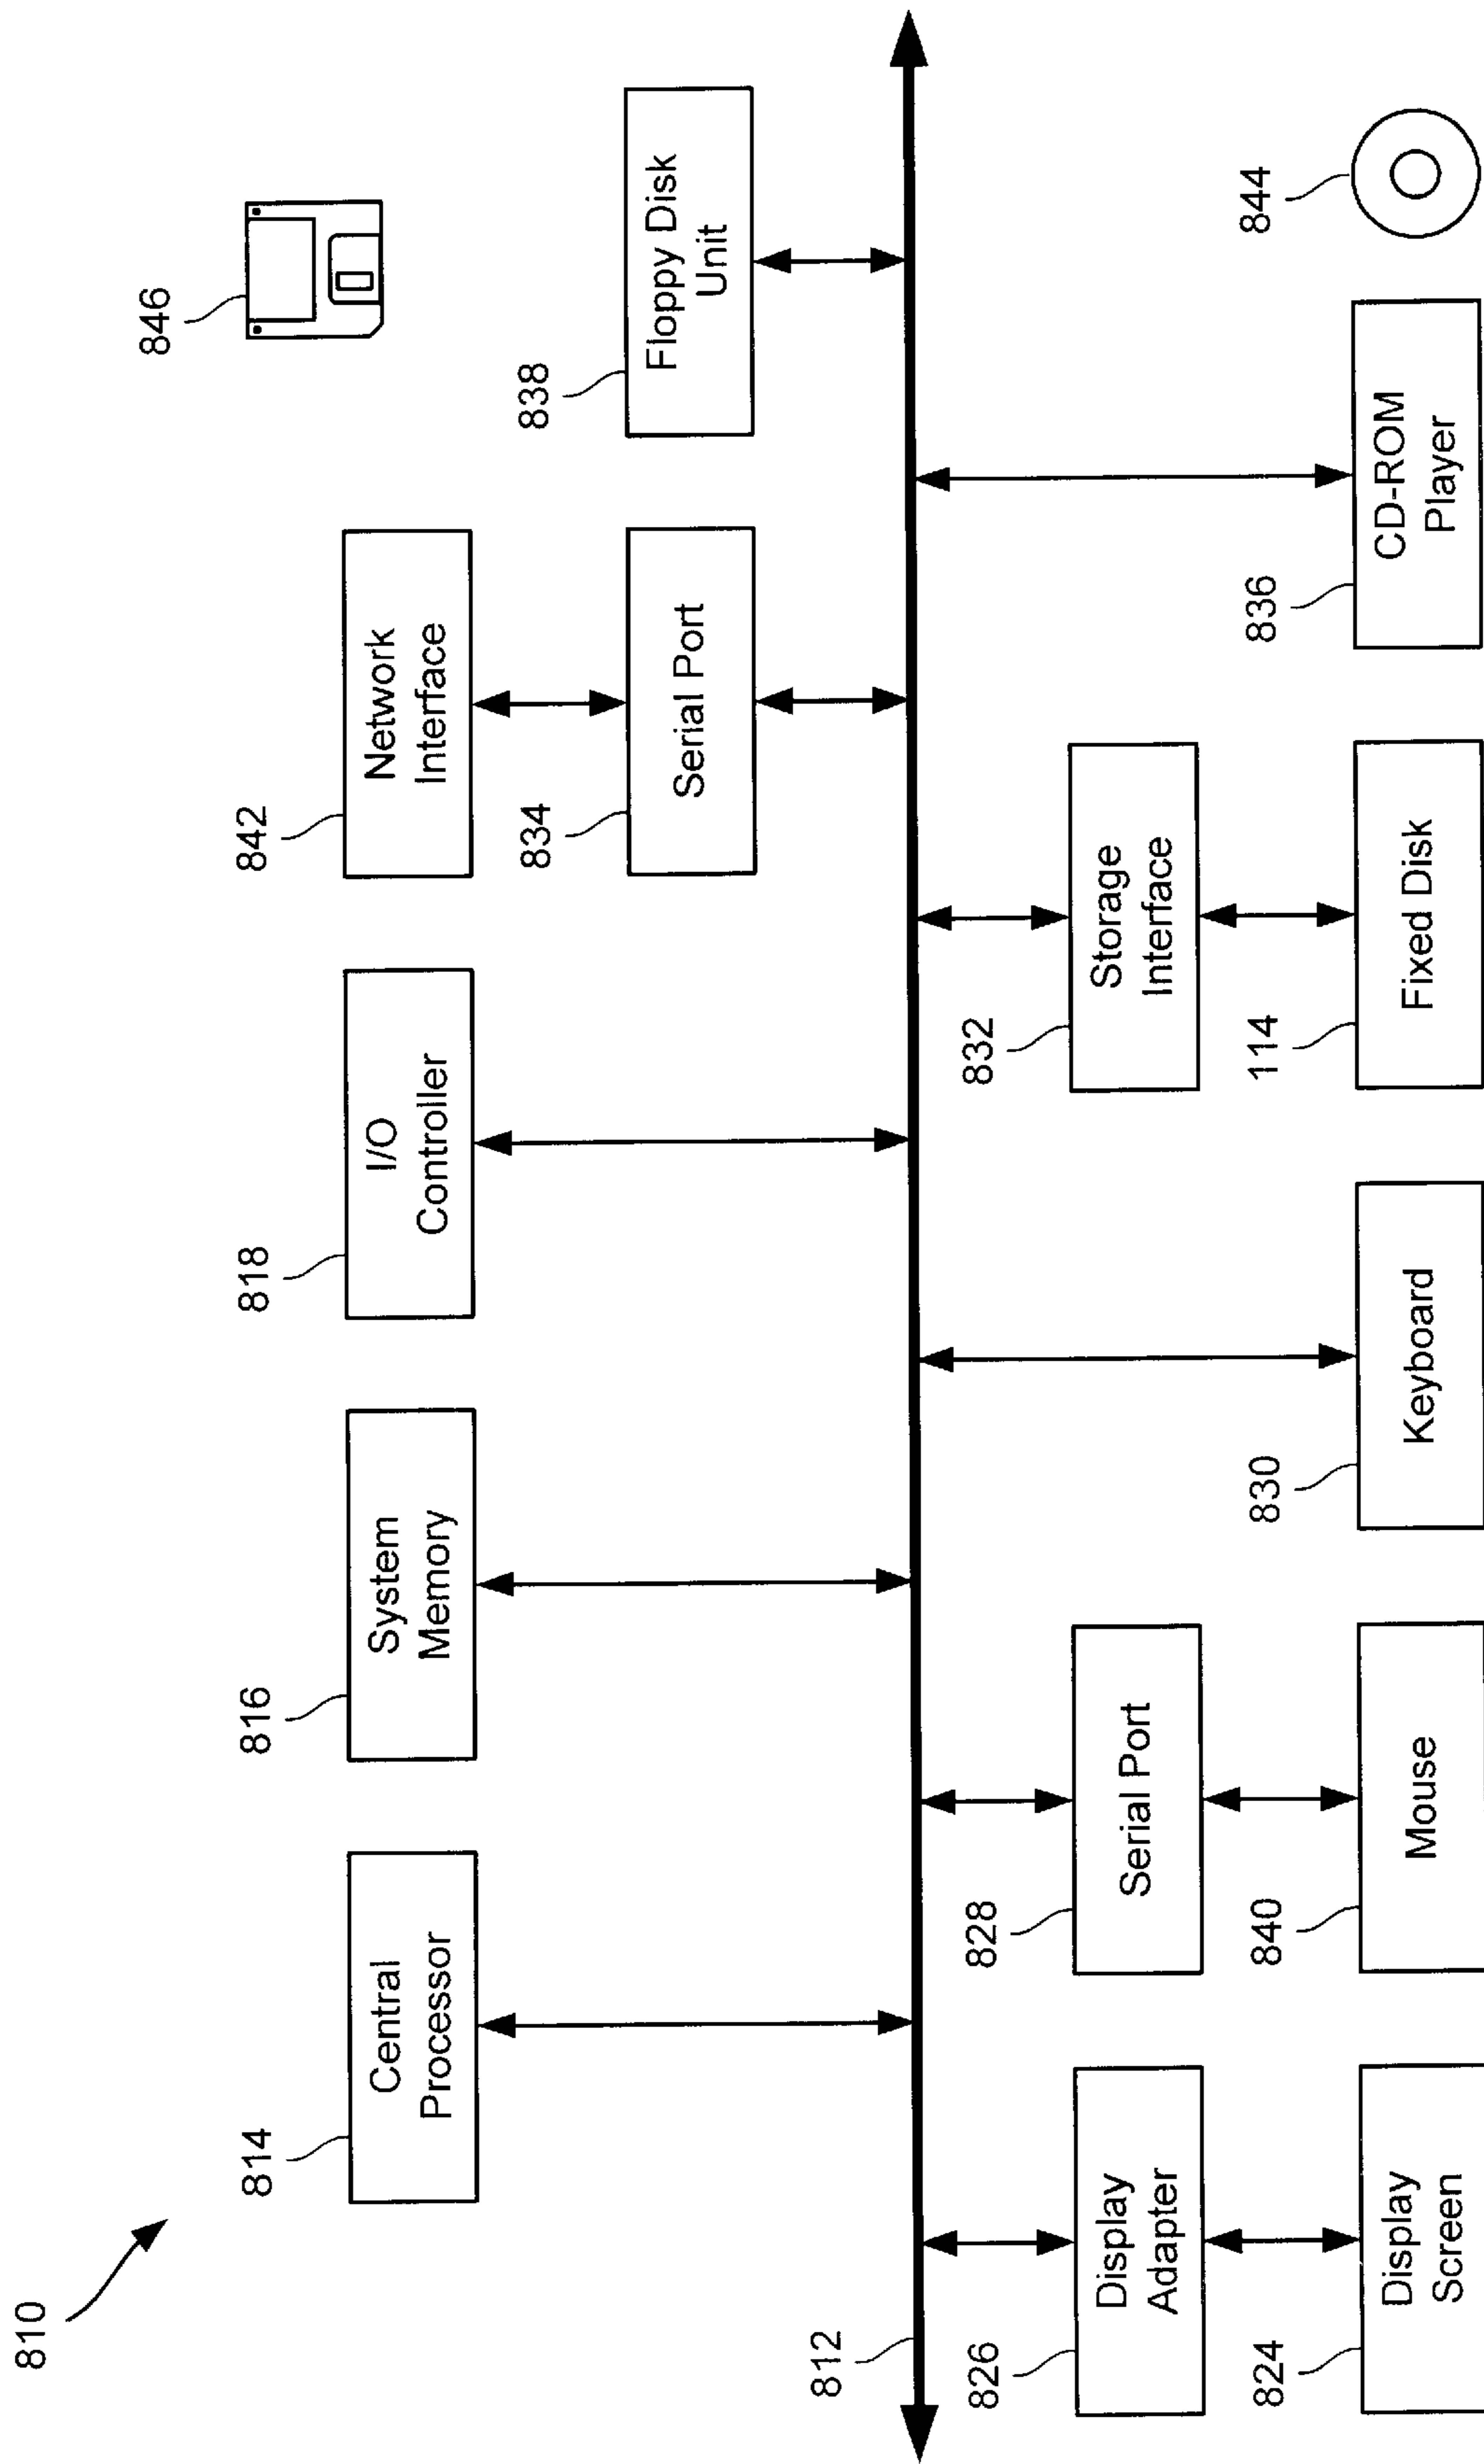 810
846
814
Central
Processor
816
System
Memory
818
I/O
Controller
842
Network
Interface
834
Serial Port
838
Floppy Disk
Unit
812
826
Display
Adapter
828
Serial Port
832
Storage
Interface
824
Display
Screen
840
Mouse
830
Keyboard
114
Fixed Disk
836
CD-ROM
Player
844